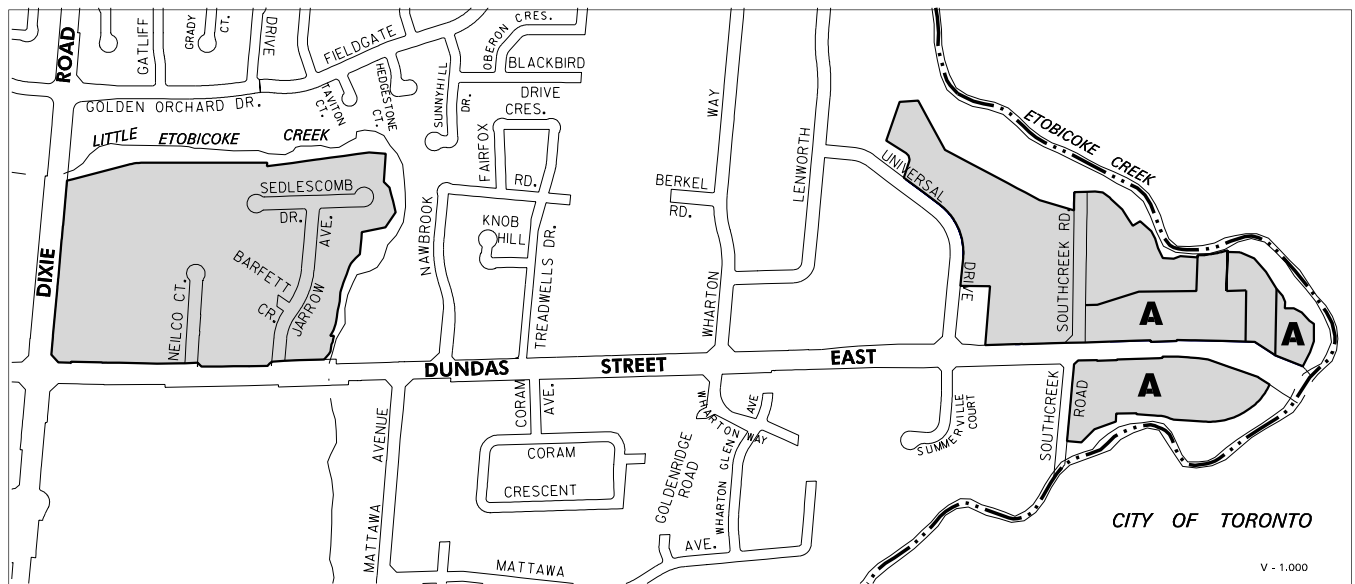 ROAD
GATLIFF
GRADY
CT.
DRIVE
FIELDGATE
OBERON CRES.
BLACKBIRD
DRIVE
GOLDEN ORCHARD DR.
TAVITON
CT.
HEDGESTONE
CT.
SUNNYHILL
DR.
CRES.
FAIRFOX
RD.
WAY
LENWORTH
LITTLE ETOBICOKE CREEK
ETOBICOKE CREEK
UNIVERSAL
DRIVE
SEDLESCOMB
DR.
AVE.
JARROW
BARFETT
CR.
NEILCO CT.
DIXIE
NAWBROOK
KNOB
HILL
TREADWELLS DR.
BERKEL
RD.
WHARTON
SOUTHCREEK RD.
A
A
A
DUNDAS STREET EAST
CORAM
AVE.
CORAM
CRESCENT
MATTAWA AVENUE
MATTAWA
AVE.
GOLDENRIDGE
ROAD
WHARTON WAY
WHARTON GLEN
AVE
SUMMERVILLE
COURT
SOUTHCREEK
ROAD
CITY OF TORONTO
V - 1.000